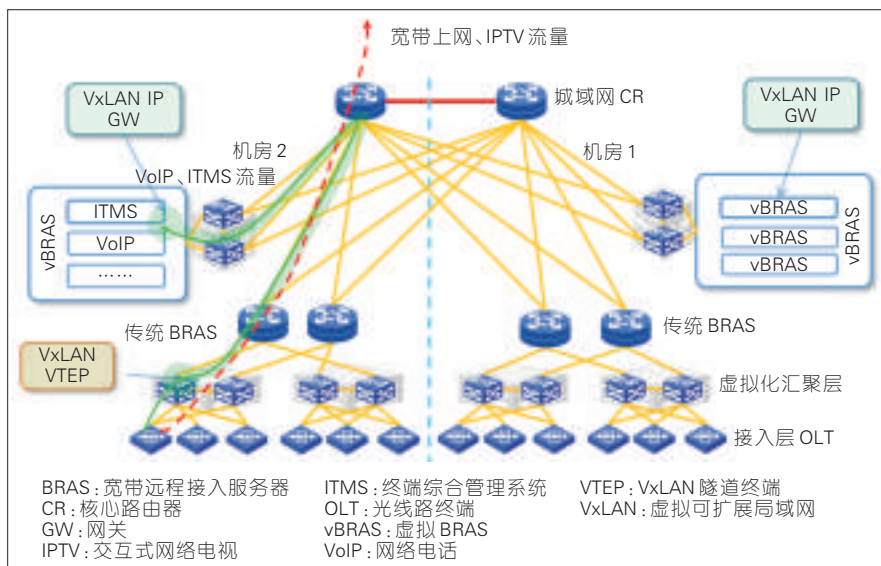 宽带上网、IPTV 流量
VxLAN IP
GW
城域网 CR
VxLAN IP
GW
机房 2
机房 1
VoIP、ITMS 流量
vBRAS
ITMS
VoIP
……
vBRAS
vBRAS
vBRAS
vBRAS
传统 BRAS
传统 BRAS
VxLAN
VTEP
虚拟化汇聚层
接入层 OLT
BRAS：宽带远程接入服务器
CR：核心路由器
GW：网关
IPTV：交互式网络电视
ITMS：终端综合管理系统
OLT：光线路终端
vBRAS：虚拟 BRAS
VoIP：网络电话
VTEP：VxLAN 隧道终端
VxLAN：虚拟可扩展局域网